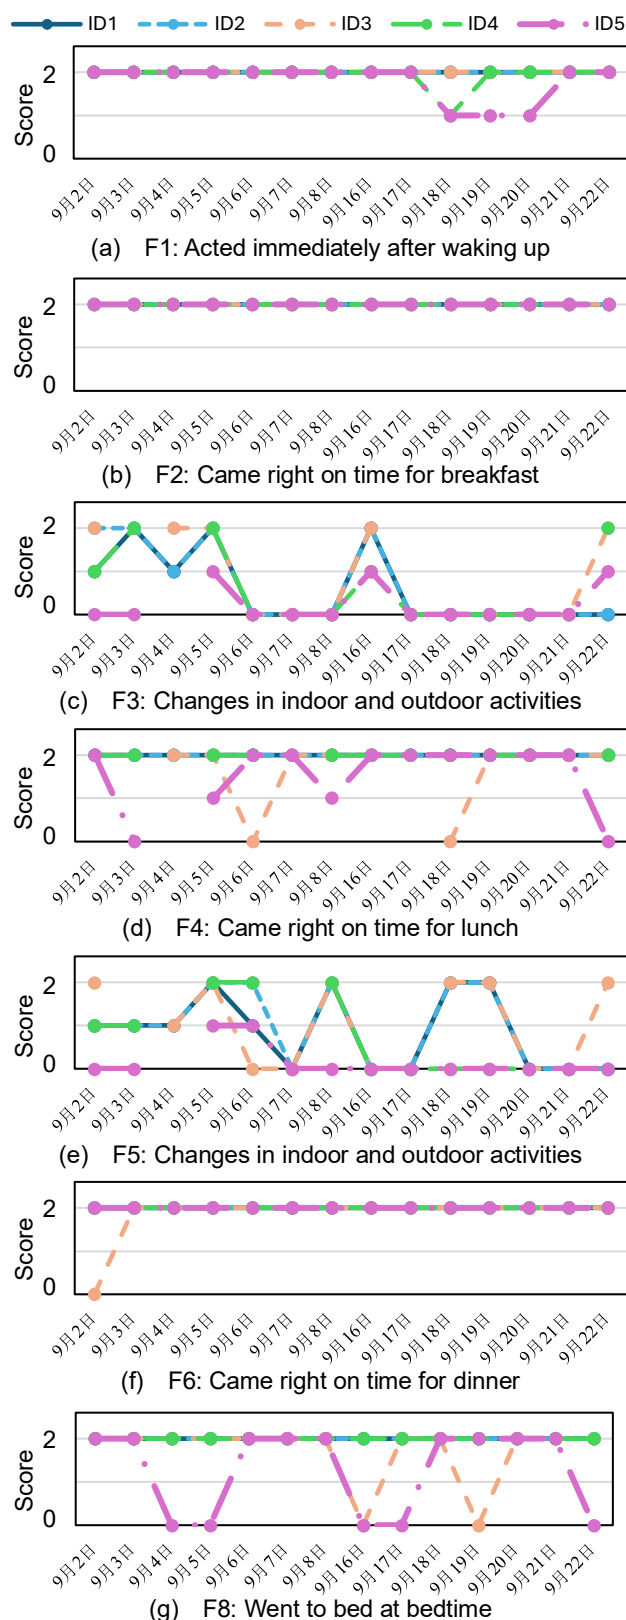 ID1 ID2 ID3 ID4 ID5
2
Score
0
9月2日 9月3日 9月4日 9月5日 9月6日 9月7日 9月8日 9月17日 9月18日 9月19日 9月20日 9月21日 9月22日
(a) F1: Acted immediately after waking up
2
Score
0
9月2日 9月3日 9月4日 9月5日 9月6日 9月7日 9月8日 9月16日 9月17日 9月18日 9月19日 9月20日 9月21日 9月22日
(b) F2: Came right on time for breakfast
2
Score
0
9月2日 9月3日 9月4日 9月5日 9月6日 9月7日 9月8日 9月16日 9月17日 9月18日 9月19日 9月20日 9月21日 9月22日
(c) F3: Changes in indoor and outdoor activities
2
Score
0
9月2日 9月3日 9月4日 9月5日 9月6日 9月7日 9月8日 9月16日 9月17日 9月18日 9月19日 9月20日 9月21日 9月22日
(d) F4: Came right on time for lunch
2
Score
0
9月2日 9月3日 9月4日 9月5日 9月6日 9月7日 9月8日 9月16日 9月17日 9月18日 9月19日 9月20日 9月21日 9月22日
(e) F5: Changes in indoor and outdoor activities
2
Score
0
9月2日 9月3日 9月4日 9月5日 9月6日 9月7日 9月8日 9月16日 9月17日 9月18日 9月19日 9月20日 9月21日 9月22日
(f) F6: Came right on time for dinner
2
Score
0
9月2日 9月3日 9月4日 9月5日 9月6日 9月7日 9月8日 9月16日 9月17日 9月18日 9月19日 9月20日 9月21日 9月22日
(g) F8: Went to bed at bedtime